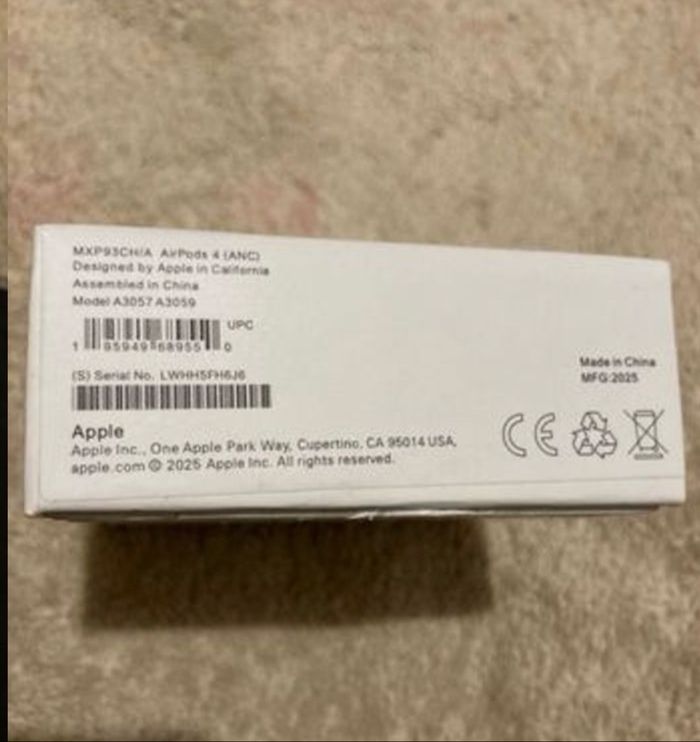 MXP93CH/A AirPods 4 (ANC)
Designed by Apple in California
Assembled in China
Model A3057 A3059
UPC
1 95949 68955 0
(S) Serial No. LWHH5FH6J6
Apple
Apple Inc., One Apple Park Way, Cupertino, CA 95014 USA,
apple.com © 2025 Apple Inc. All rights reserved.
Made in China
MFG:2025
CE